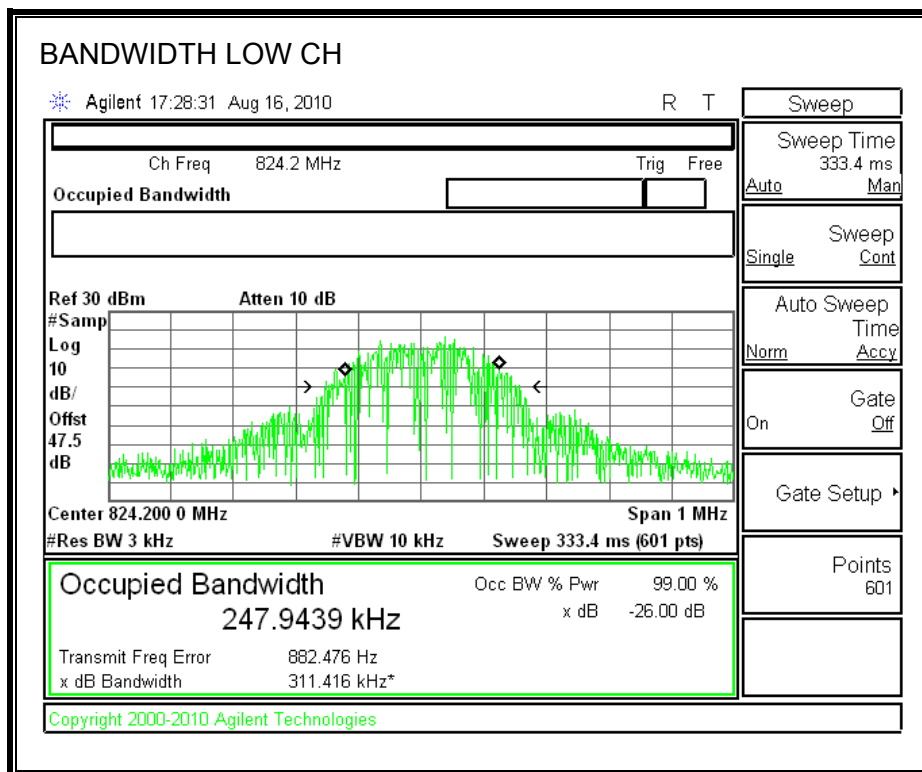 BANDWIDTH LOW CH
Agilent 17:28:31 Aug 16, 2010 R T
Ch Freq 824.2 MHz Trig Free
Occupied Bandwidth
Ref 30 dBm Atten 10 dB
#Samp
Log
10
dB/
Offst
47.5
dB
Center 824.200 0 MHz Span 1 MHz
#Res BW 3 kHz #VBW 10 kHz Sweep 333.4 ms (601 pts)
Occupied Bandwidth Occ BW % Pwr 99.00 %
247.9439 kHz x dB -26.00 dB
Transmit Freq Error 882.476 Hz
x dB Bandwidth 311.416 kHz*
Copyright 2000-2010 Agilent Technologies
Sweep
Sweep Time
333.4 ms
Auto Man
Sweep
Single Cont
Auto Sweep
Time
Norm Accy
Gate
On Off
Gate Setup
Points
601